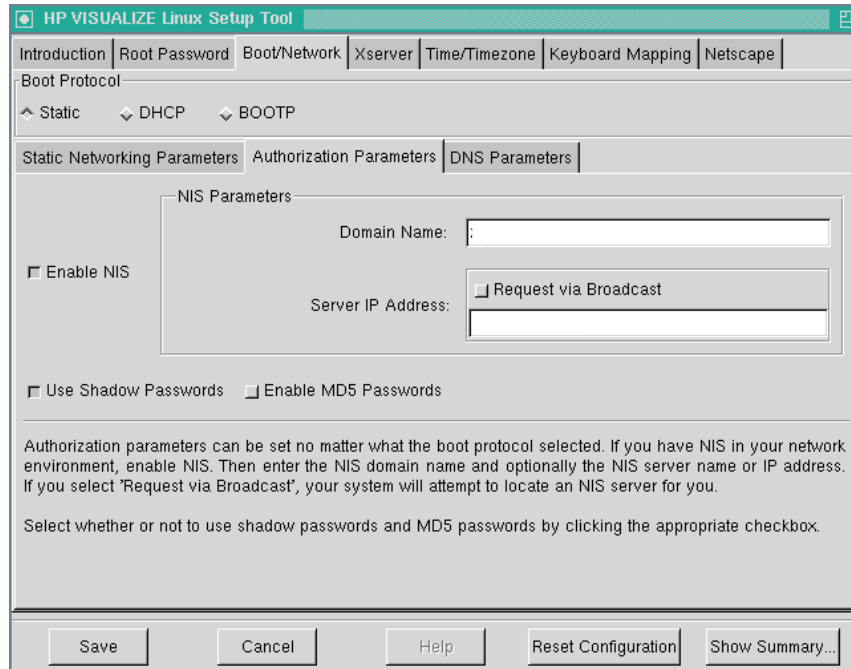 HP VISUALIZE Linux Setup Tool
Introduction Root Password Boot/Network Xserver Time/Timezone Keyboard Mapping Netscape
Boot Protocol
Static DHCP BOOTP
Static Networking Parameters Authorization Parameters DNS Parameters
NIS Parameters
Domain Name:
Enable NIS
Request via Broadcast
Server IP Address:
Use Shadow Passwords Enable MD5 Passwords
Authorization parameters can be set no matter what the boot protocol selected. If you have NIS in your network
environment, enable NIS. Then enter the NIS domain name and optionally the NIS server name or IP address.
If you select 'Request via Broadcast', your system will attempt to locate an NIS server for you.
Select whether or not to use shadow passwords and MD5 passwords by clicking the appropriate checkbox.
Save Cancel Help Reset Configuration Show Summary...